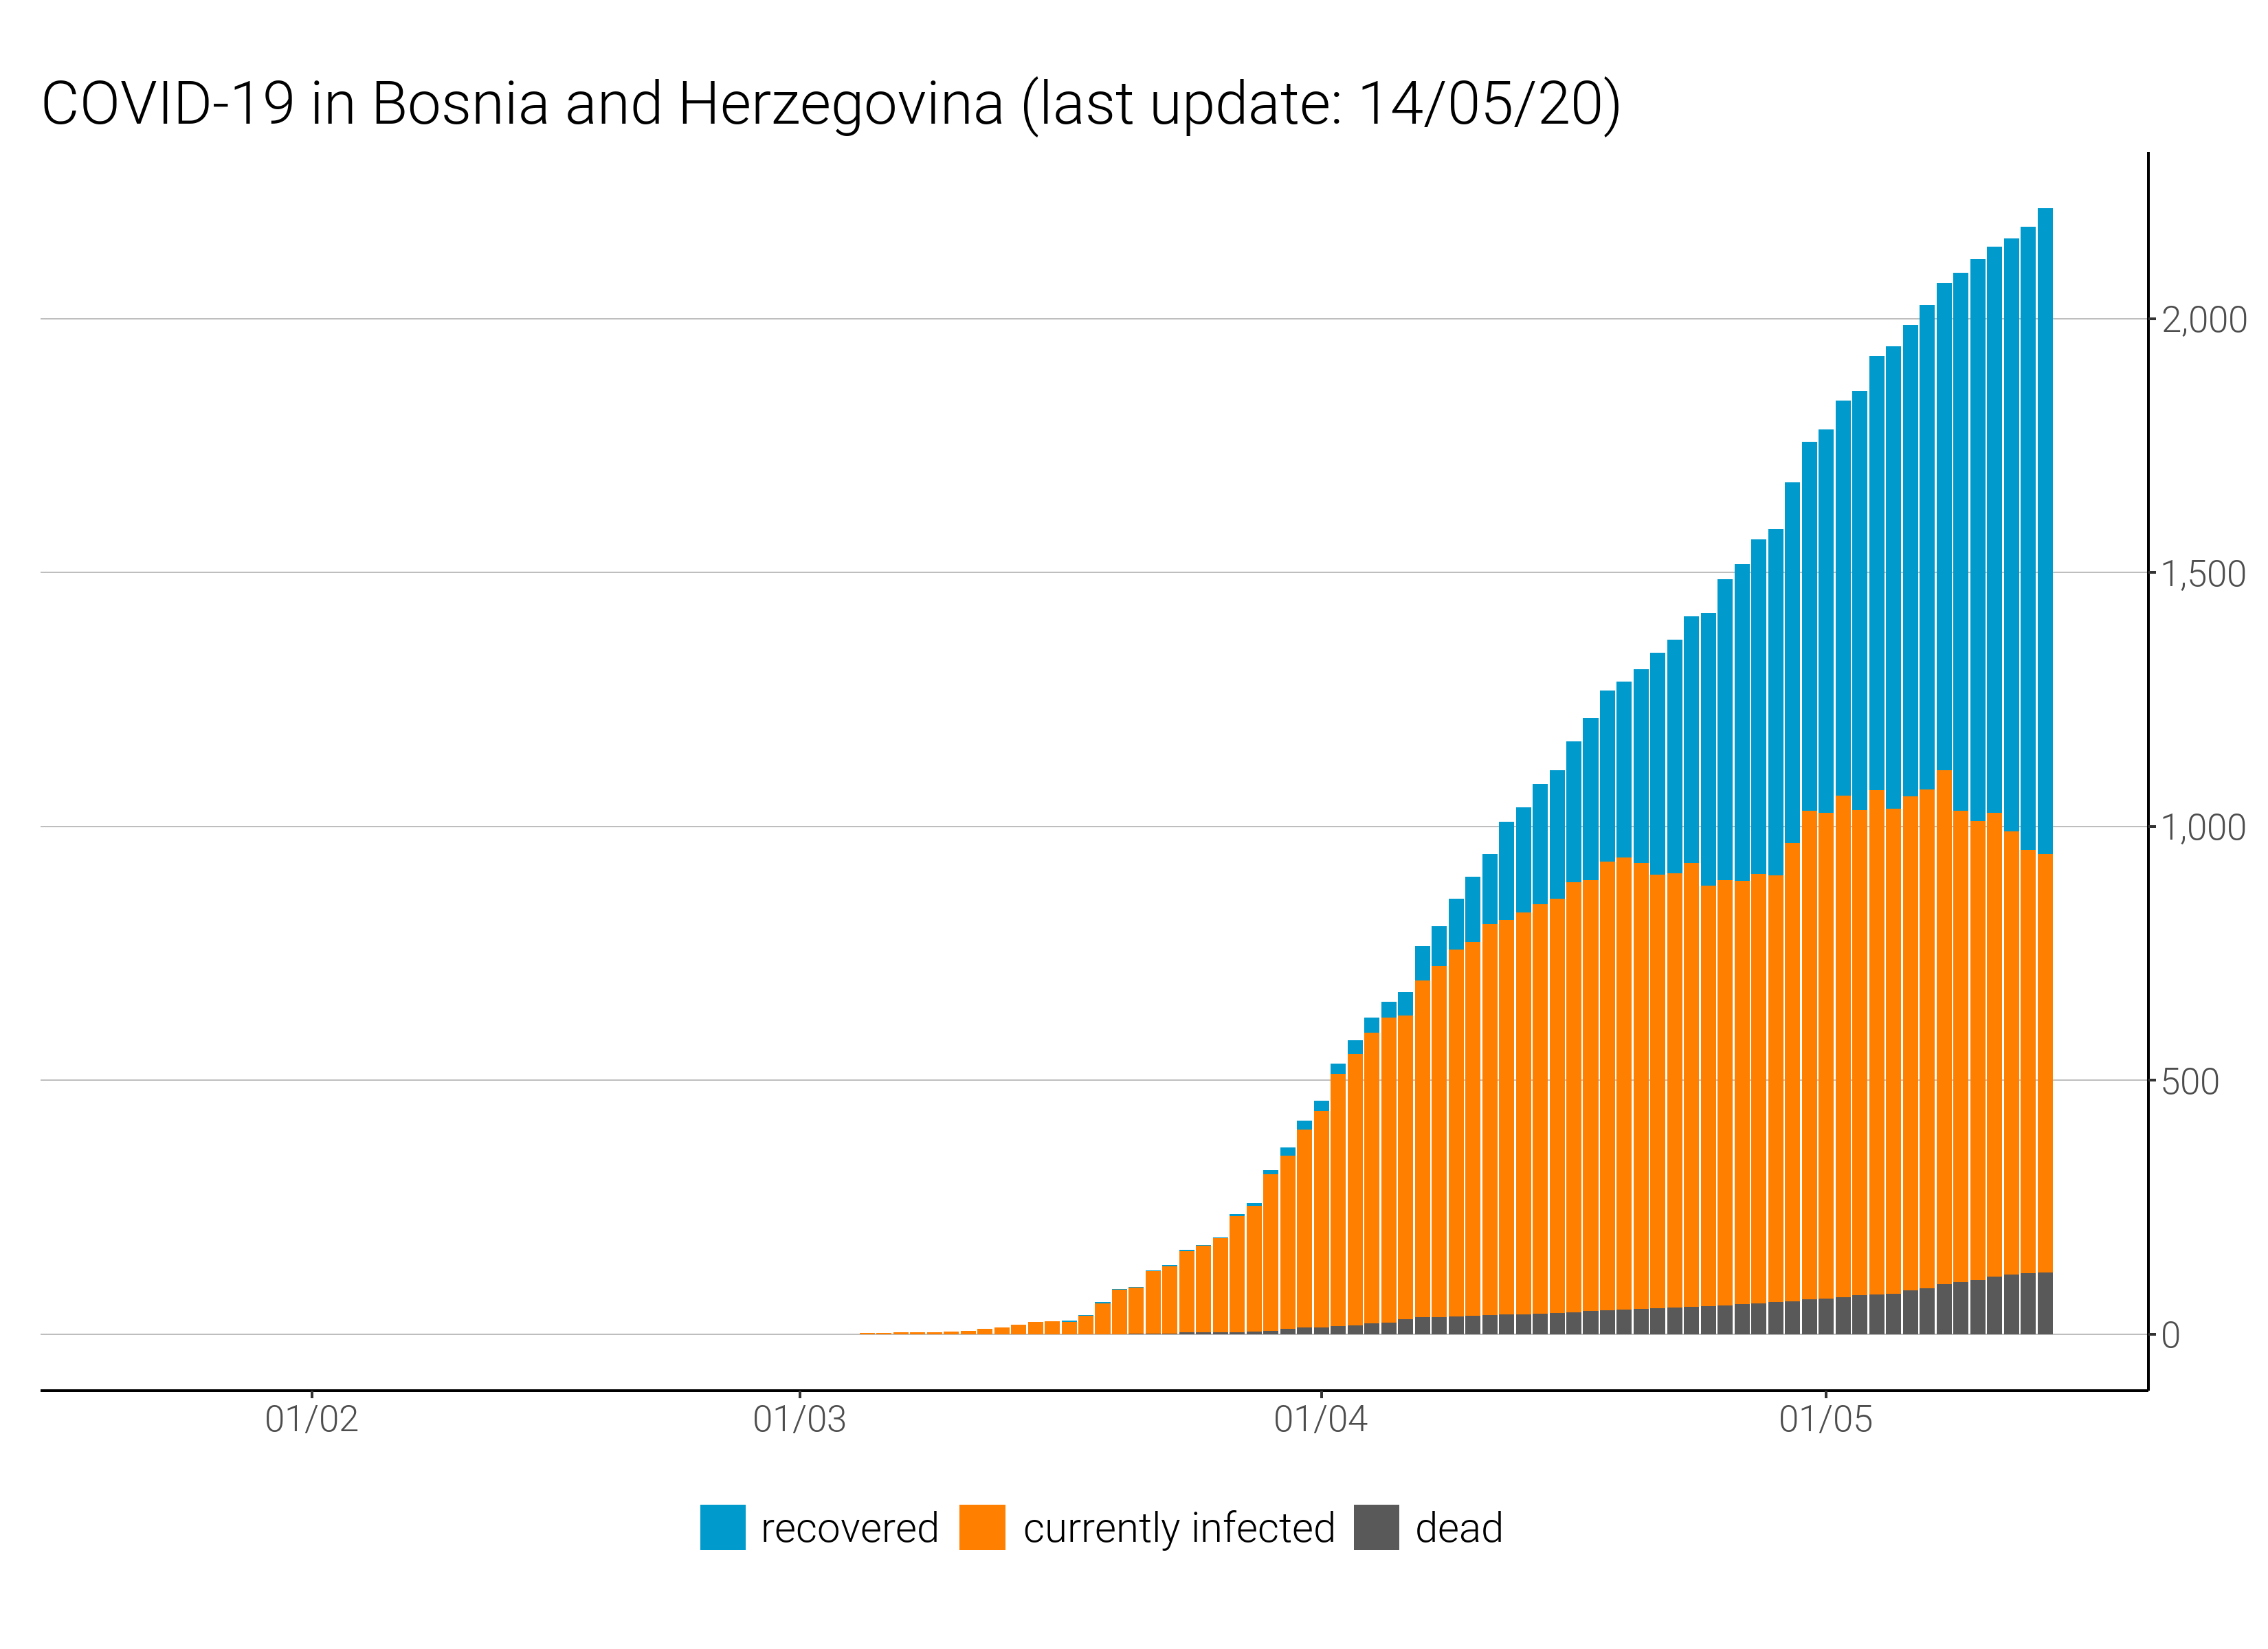 COVID-19 in Bosnia and Herzegovina (last update: 14/05/20)
2,000
1,500
1,000
500
0
01/02 01/03 01/04 01/05
recovered currently infected dead